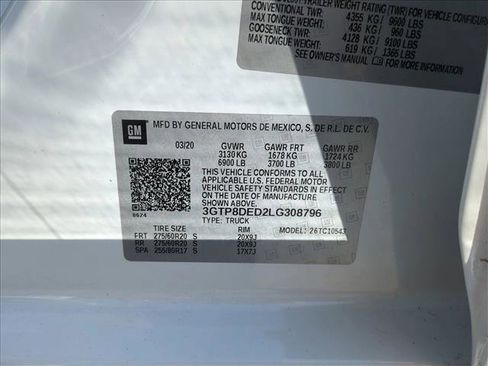 TRAILER WEIGHT RATING (TWR) FOR VEHICLE CONFIGUR
CONVENTIONAL TWR: 4355 KG / 9600 LBS
MAX TONGUE WEIGHT: 436 KG / 960 LBS
GOOSENECK TWR: 4128 KG / 9100 LBS
MAX TONGUE WEIGHT: 619 KG / 1365 LBS
SEE OWNER'S MANUAL FOR MORE
GM
MFD BY GENERAL MOTORS DE MEXICO, S. DE R.L. DE C.V.
03/20 GVWR GAWR FRT GAWR RR
3130 KG 1678 KG 1724 KG
6900 LB 3700 LB 3800 LB
THIS VEHICLE CONFORMS TO ALL
APPLICABLE U.S. FEDERAL MOTOR
VEHICLE SAFETY STANDARDS IN EFFECT ON
THE DATE OF MANUFACTURE SHOWN ABOVE.
3GTP8DED2LG308796
8624 TYPE: TRUCK
TIRE SIZE RIM MODEL: 26TC10543
FRT 275/60R20 S 20X9J
RR 275/60R20 S 20X9J
SPA 255/80R17 S 17X7J